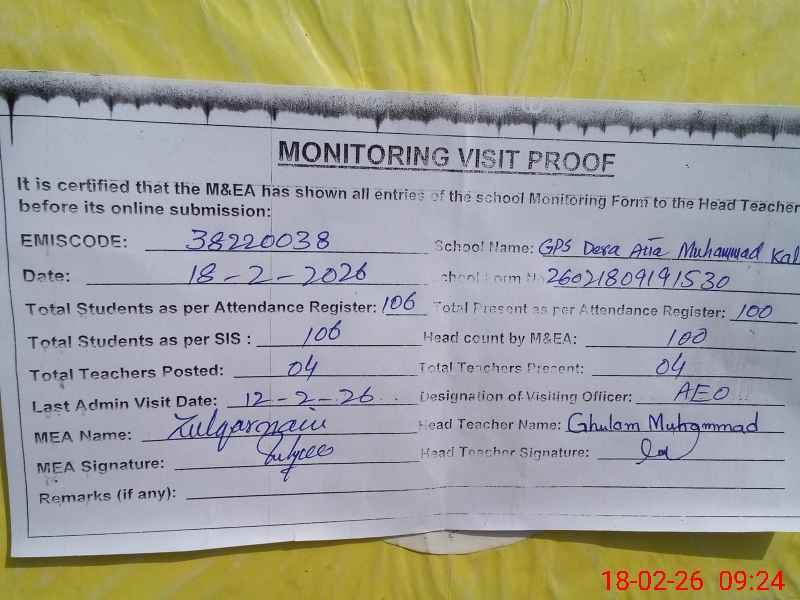 MONITORING VISIT PROOF
It is certified that the M&EA has shown all entries of the school Monitoring Form to the Head Teacher
before its online submission:
EMISCODE: 38220038 School Name: GPS Dera Atta Muhammad Kal
Date: 18-2-2026 chool Form N 26021809191530
Total Students as per Attendance Register: 106 Total Present as per Attendance Register: 100
Total Students as per SIS : 106 Head count by M&EA: 100
Total Teachers Posted: 04 Total Teachers Present: 04
Last Admin Visit Date: 12-2-26 Designation of Visiting Officer: AEO
MEA Name: Zulqarnain Head Teacher Name: Ghulam Muhammad
MEA Signature: Head Teacher Signature:
Remarks (if any):
18-02-26 09:24